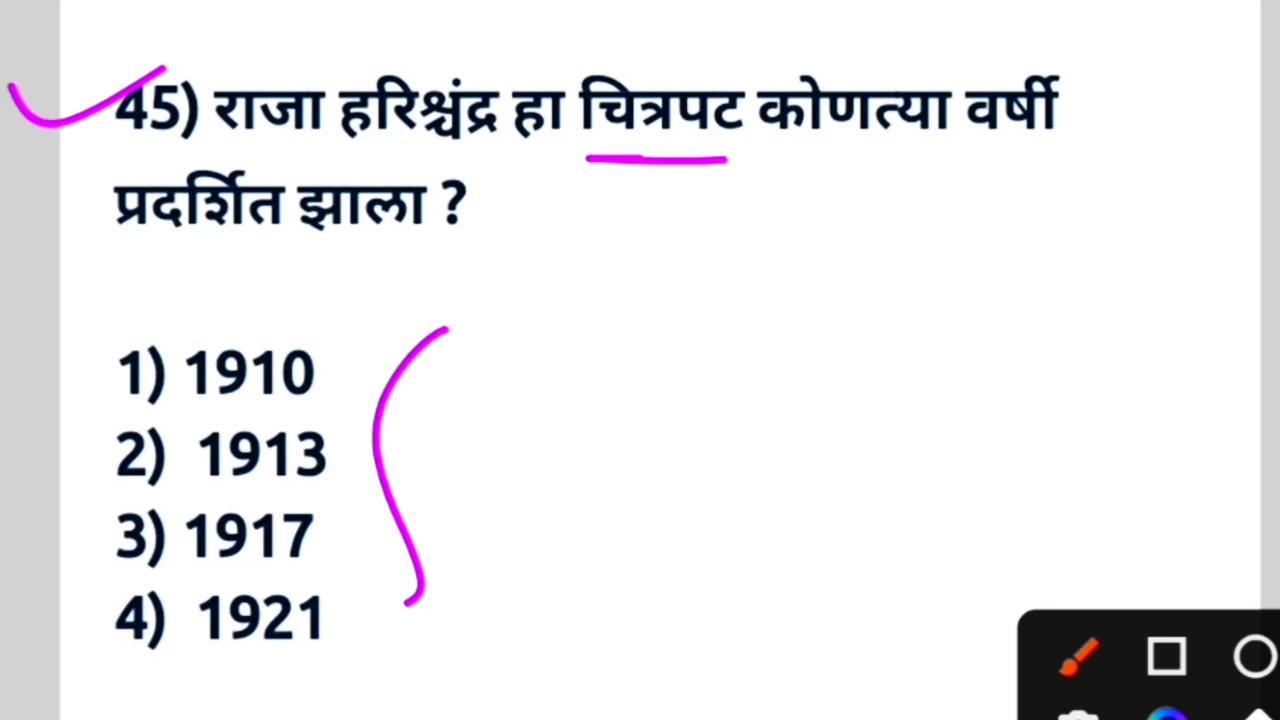 45) राजा हरिश्चंद्र हा चित्रपट कोणत्या वर्षी
प्रदर्शित झाला ?
1) 1910
2) 1913
3) 1917
4) 1921